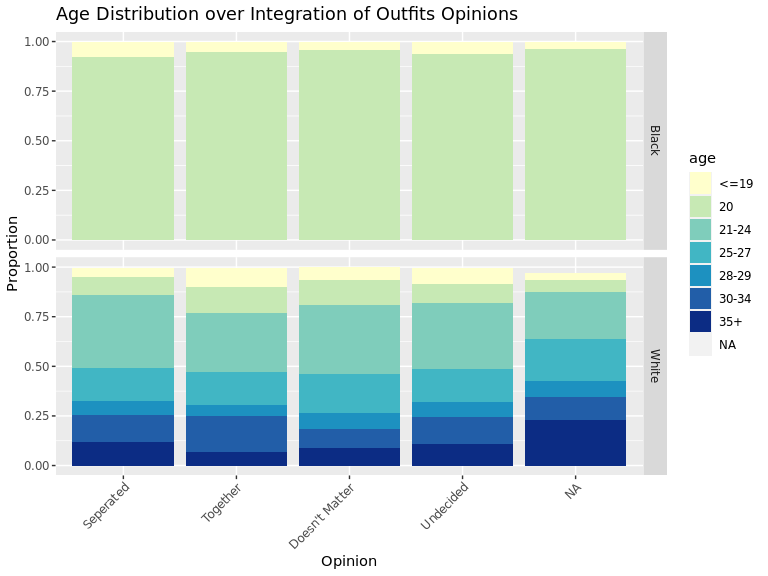 Age Distribution over Integration of Outfits Opinions
Proportion
1.00
0.75
0.50
0.25
0.00
Black
1.00
0.75
0.50
0.25
0.00
White
Seperated
Together
Doesn't Matter
Undecided
NA
Opinion
age
<=19
20
21-24
25-27
28-29
30-34
35+
NA